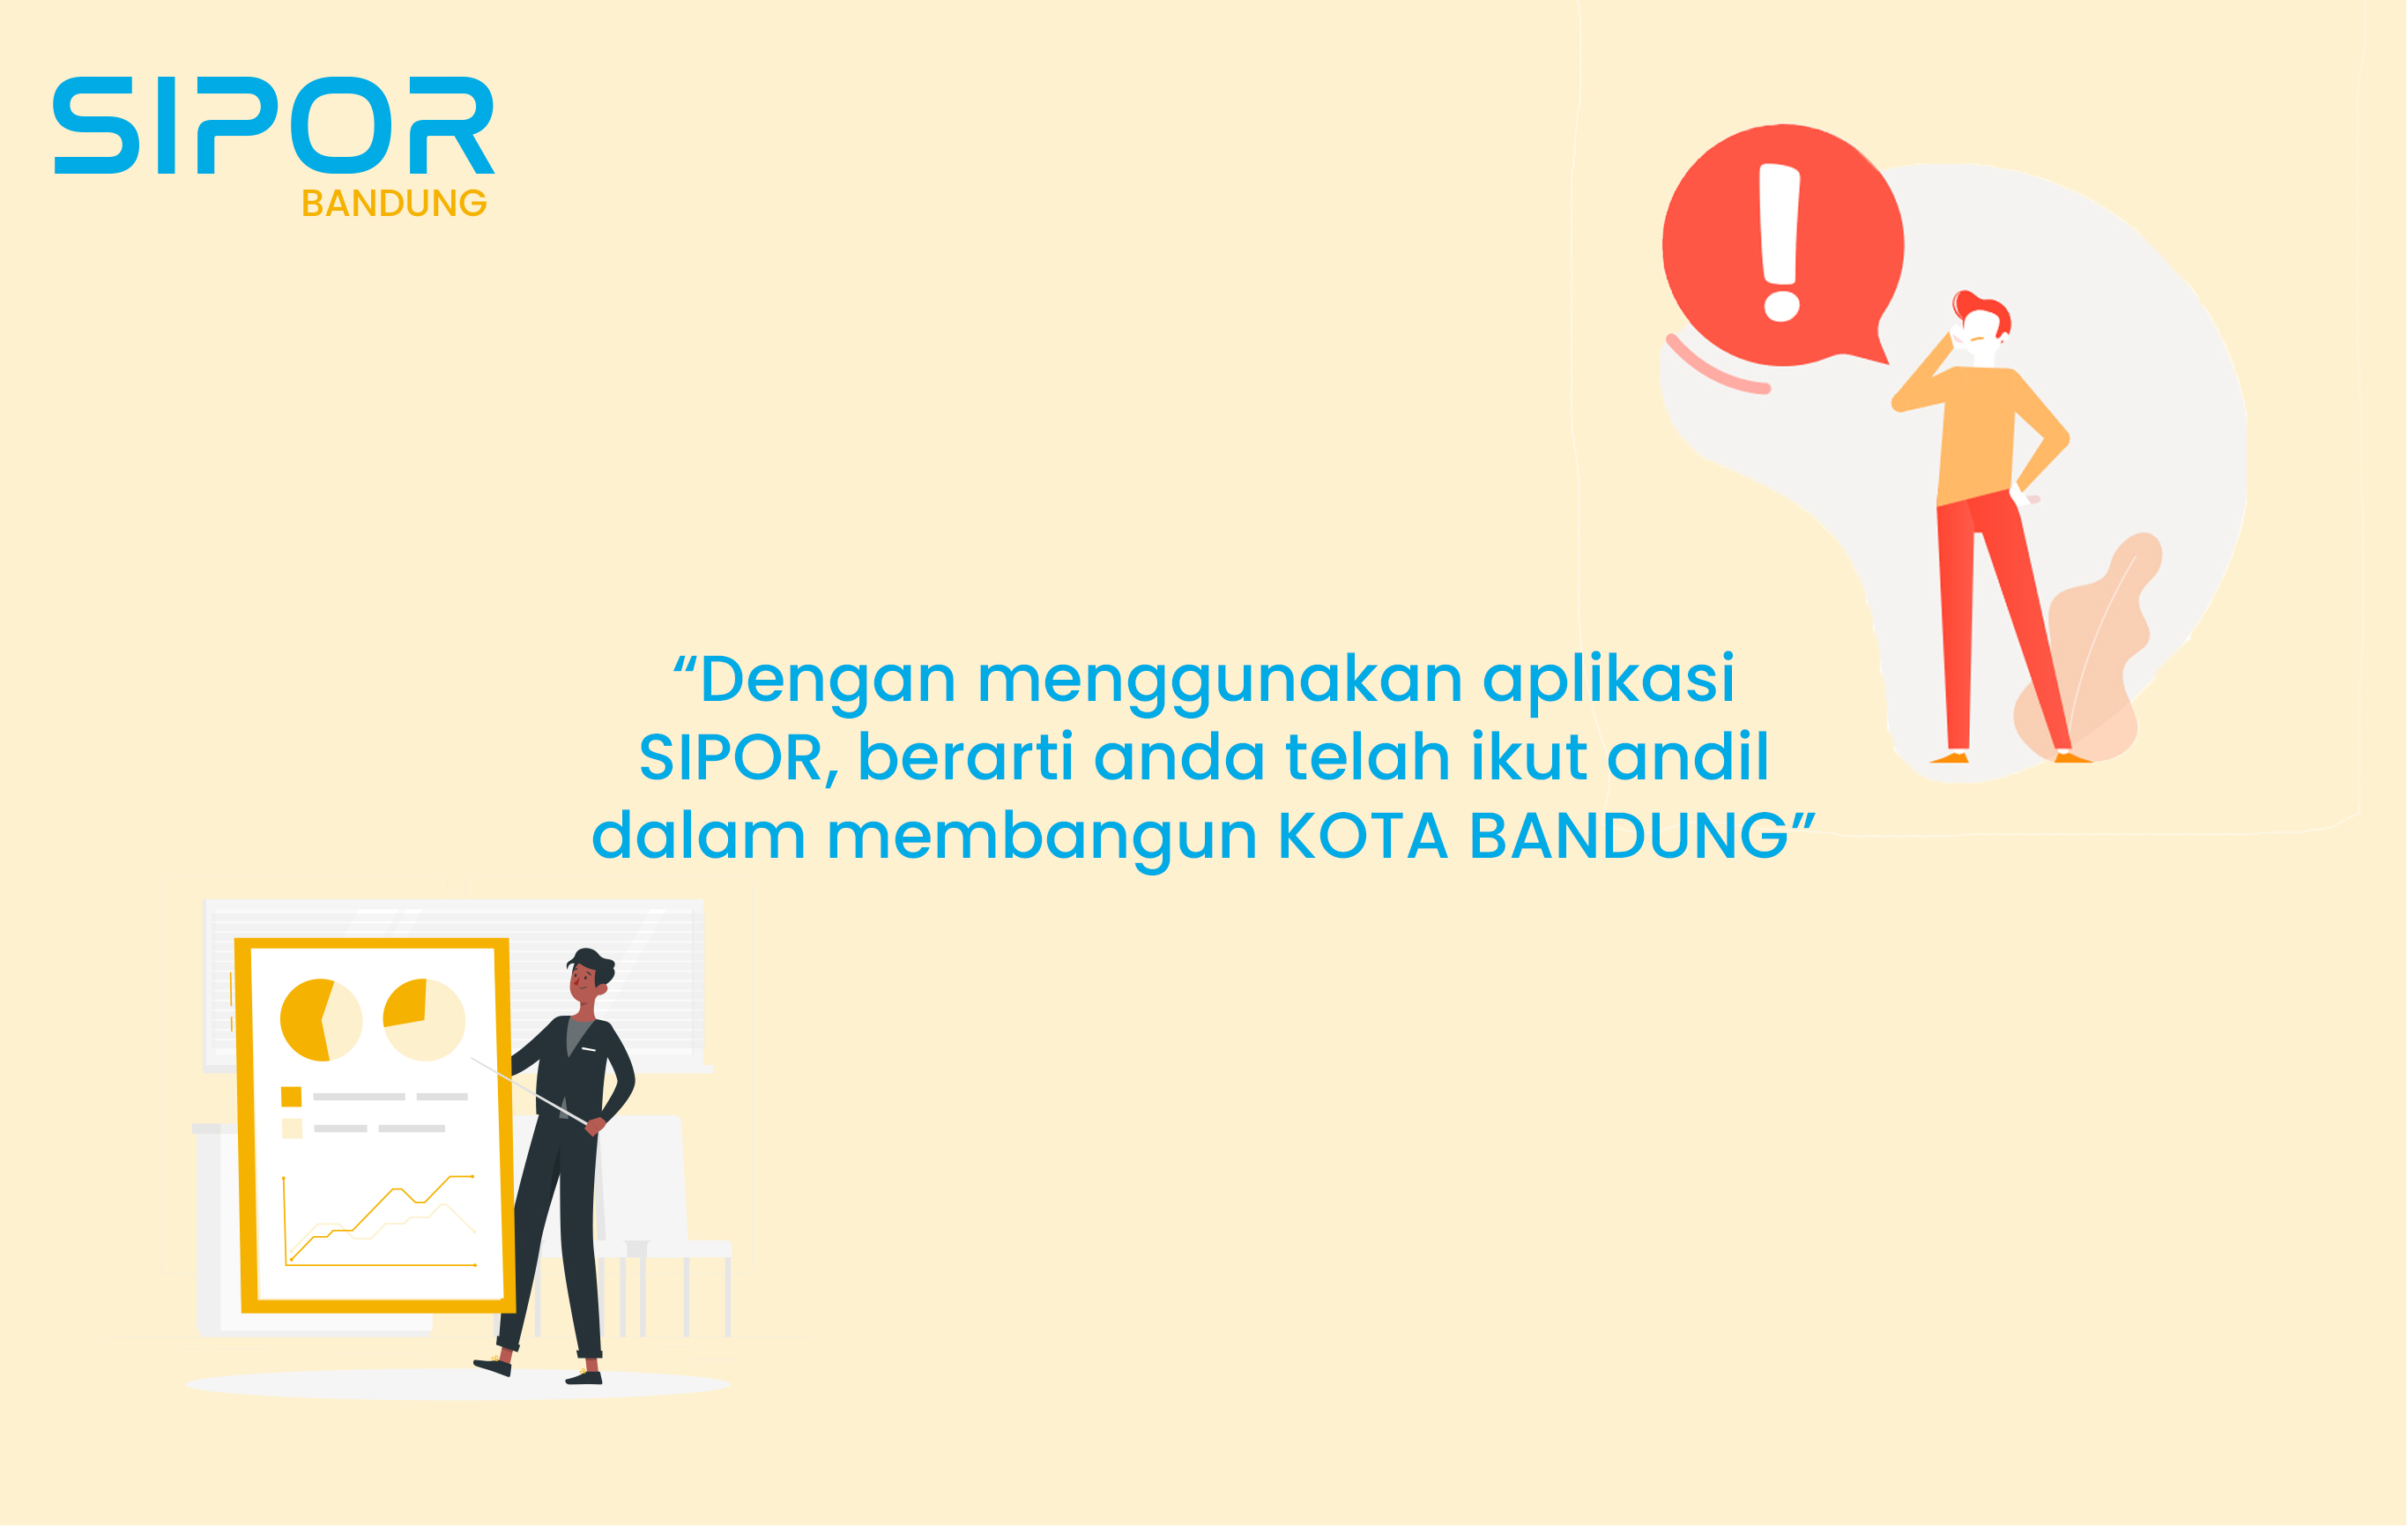 SIPOR
BANDUNG
!
“Dengan menggunakan aplikasi
SIPOR, berarti anda telah ikut andil
dalam membangun KOTA BANDUNG”